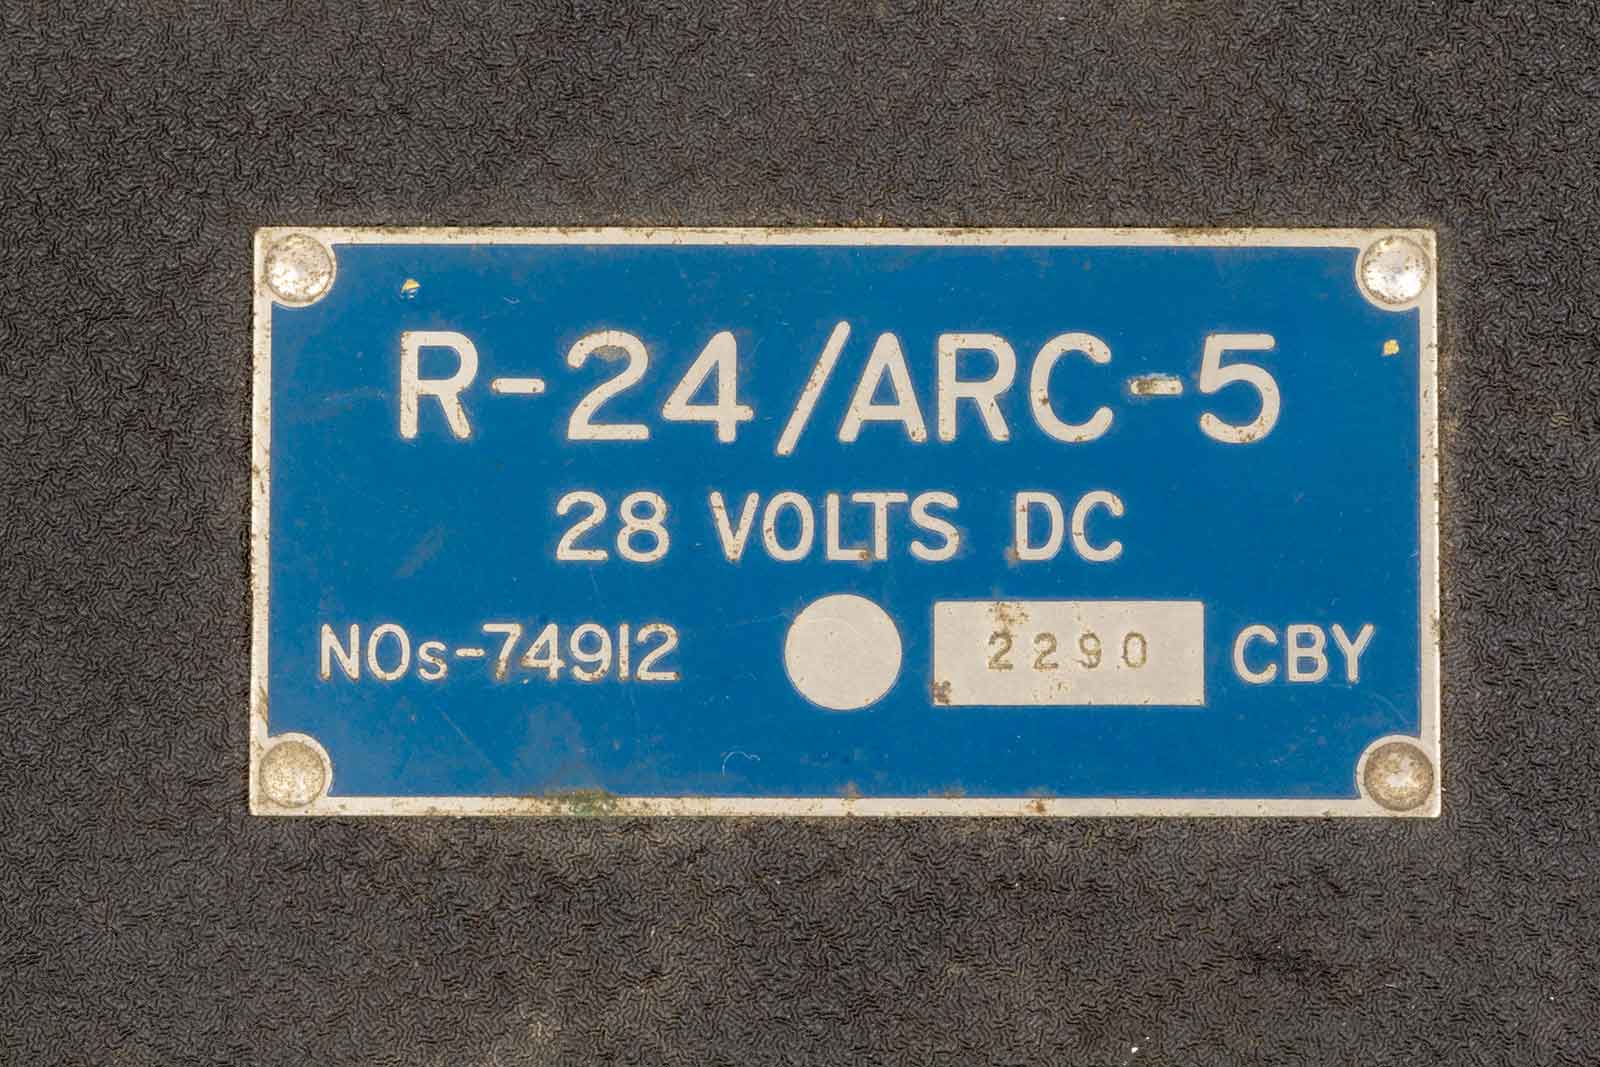 R-24/ARC-5
28 VOLTS DC
NOs-74912 2290 CBY